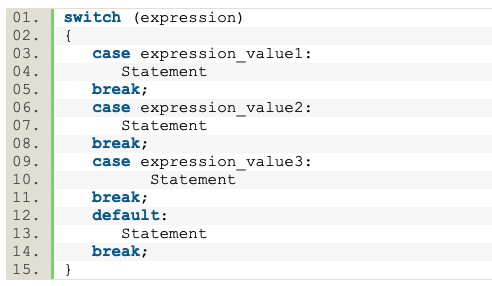 01. switch (expression)
02. {
03.    case expression_value1:
04.       Statement
05.    break;
06.    case expression_value2:
07.       Statement
08.    break;
09.    case expression_value3:
10.          Statement
11.    break;
12.    default:
13.       Statement
14.    break;
15. }